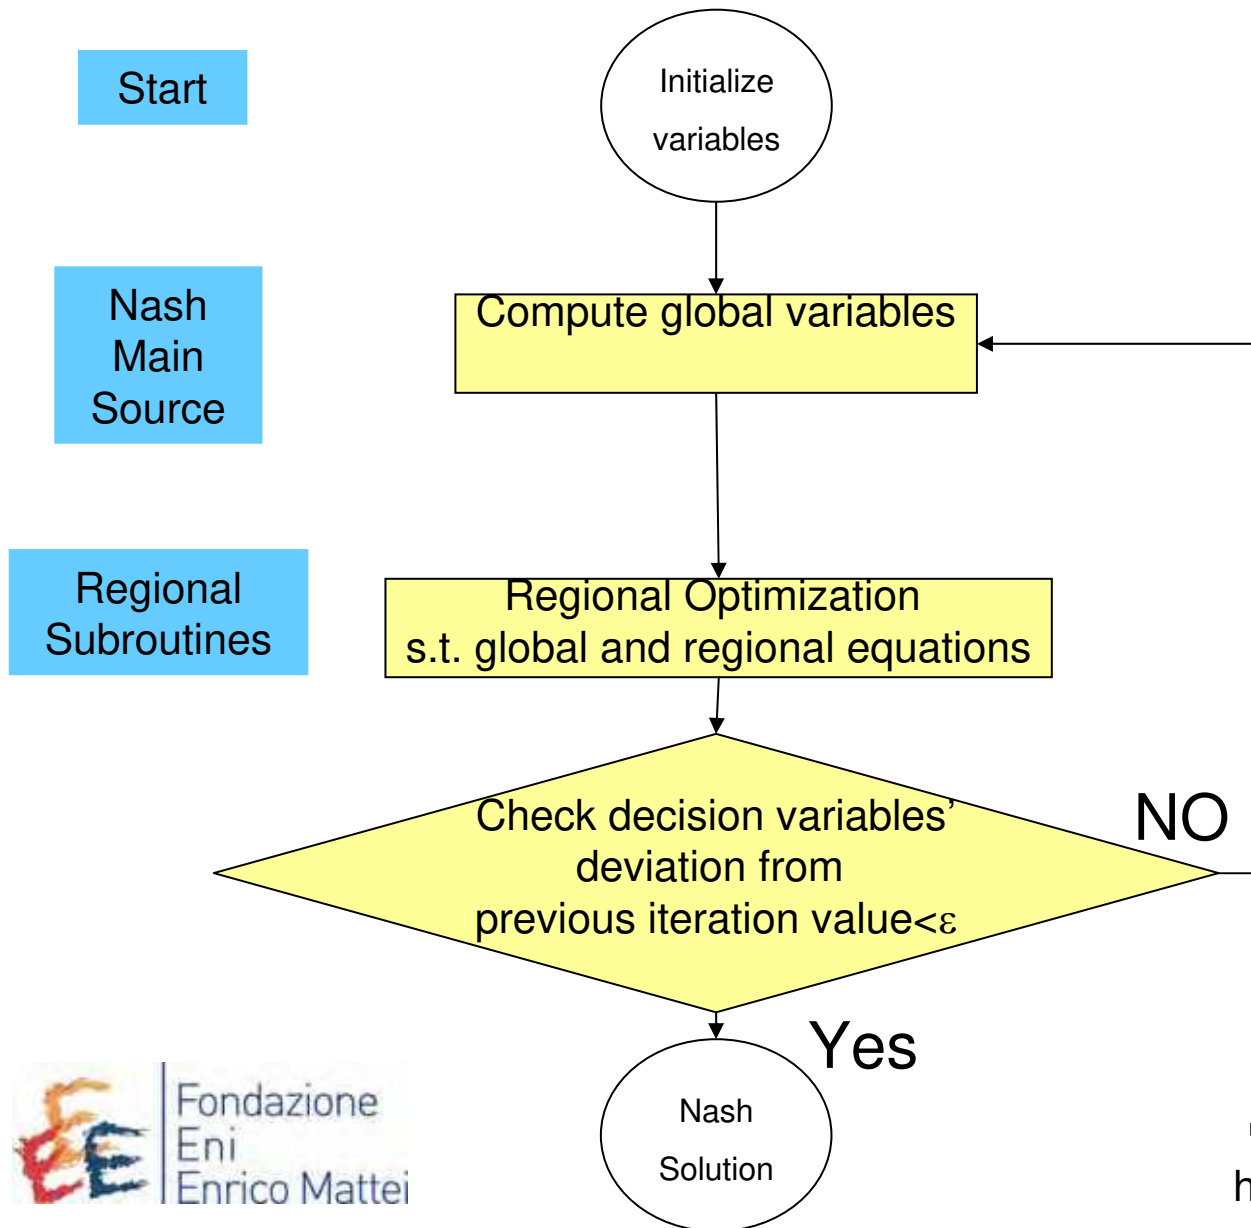 Start
Initialize
variables
Nash
Main
Source
Compute global variables
Regional
Subroutines
Regional Optimization
s.t. global and regional equations
Check decision variables’
deviation from
previous iteration value<ε
NO
Yes
Nash
Solution
Fondazione
Eni
Enrico Mattei
h